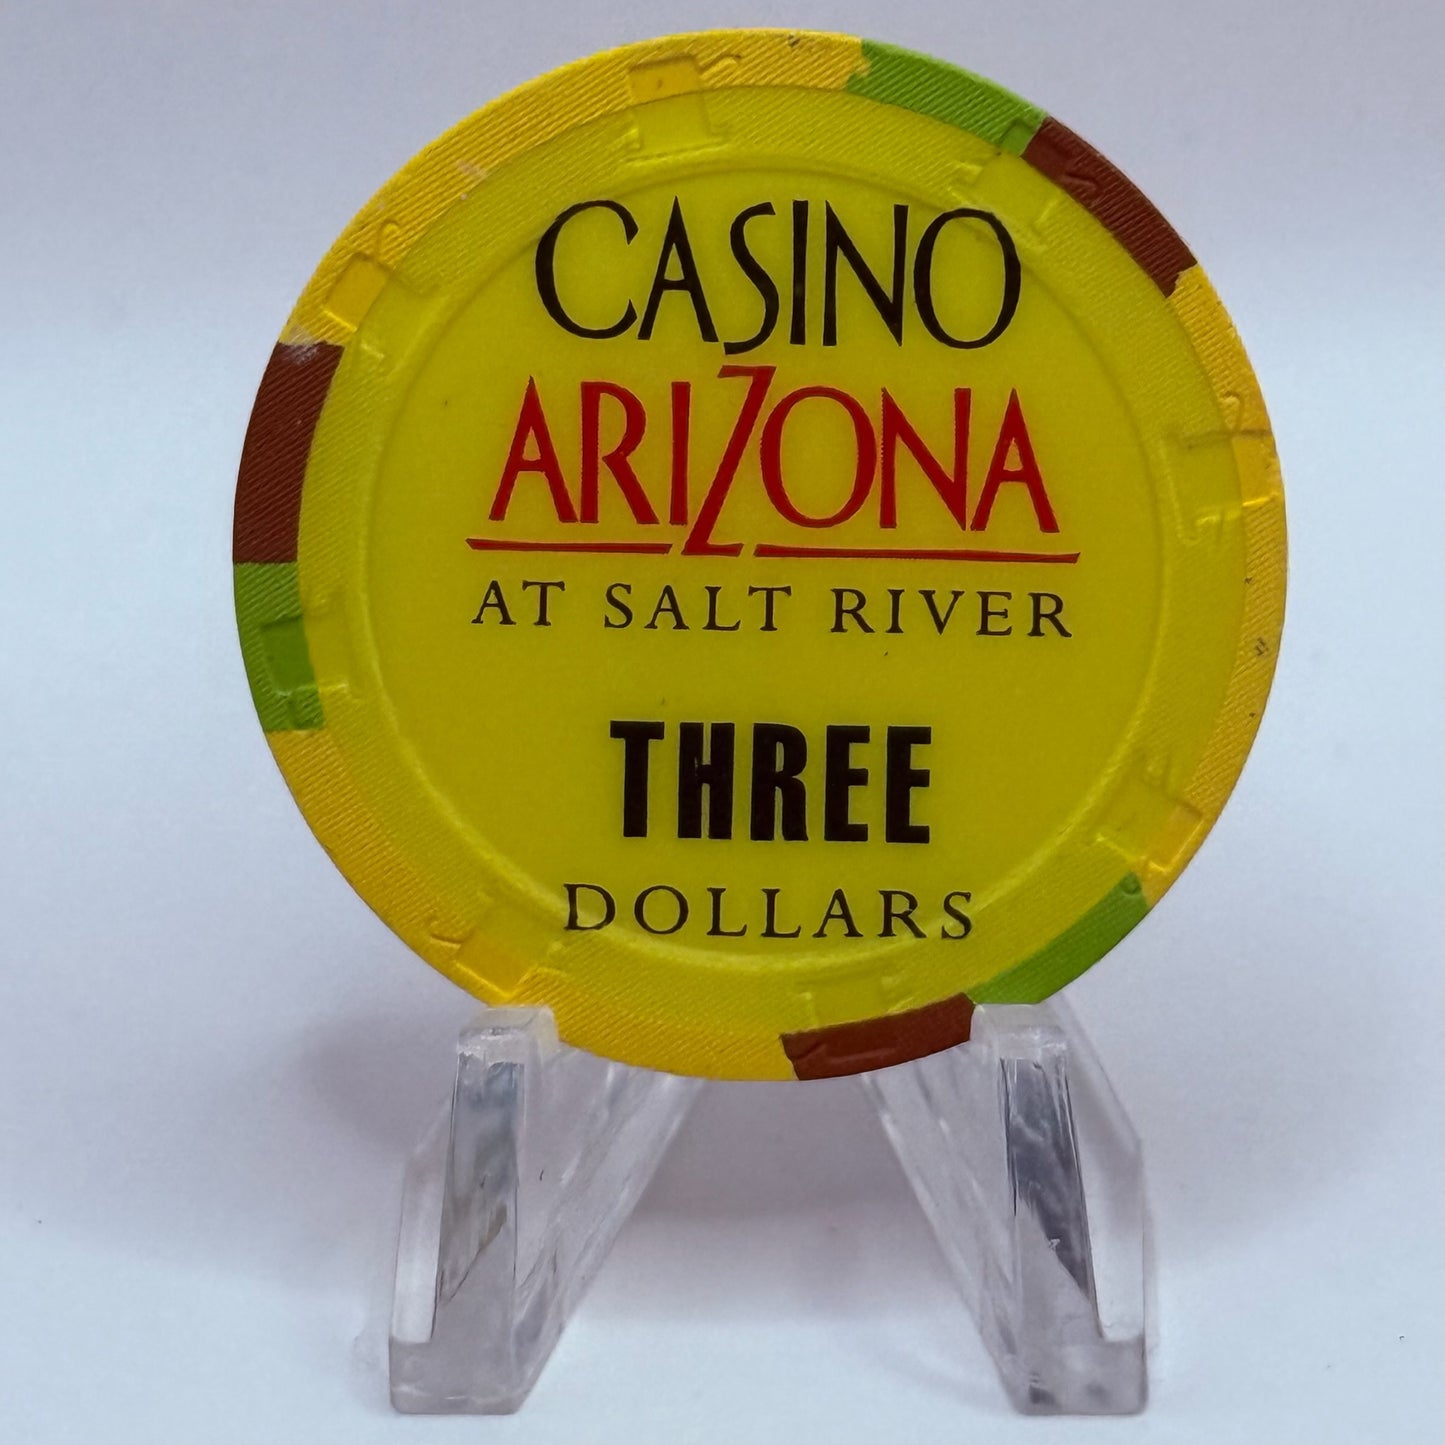 CASINO
ARIZONA
AT SALT RIVER
THREE
DOLLARS